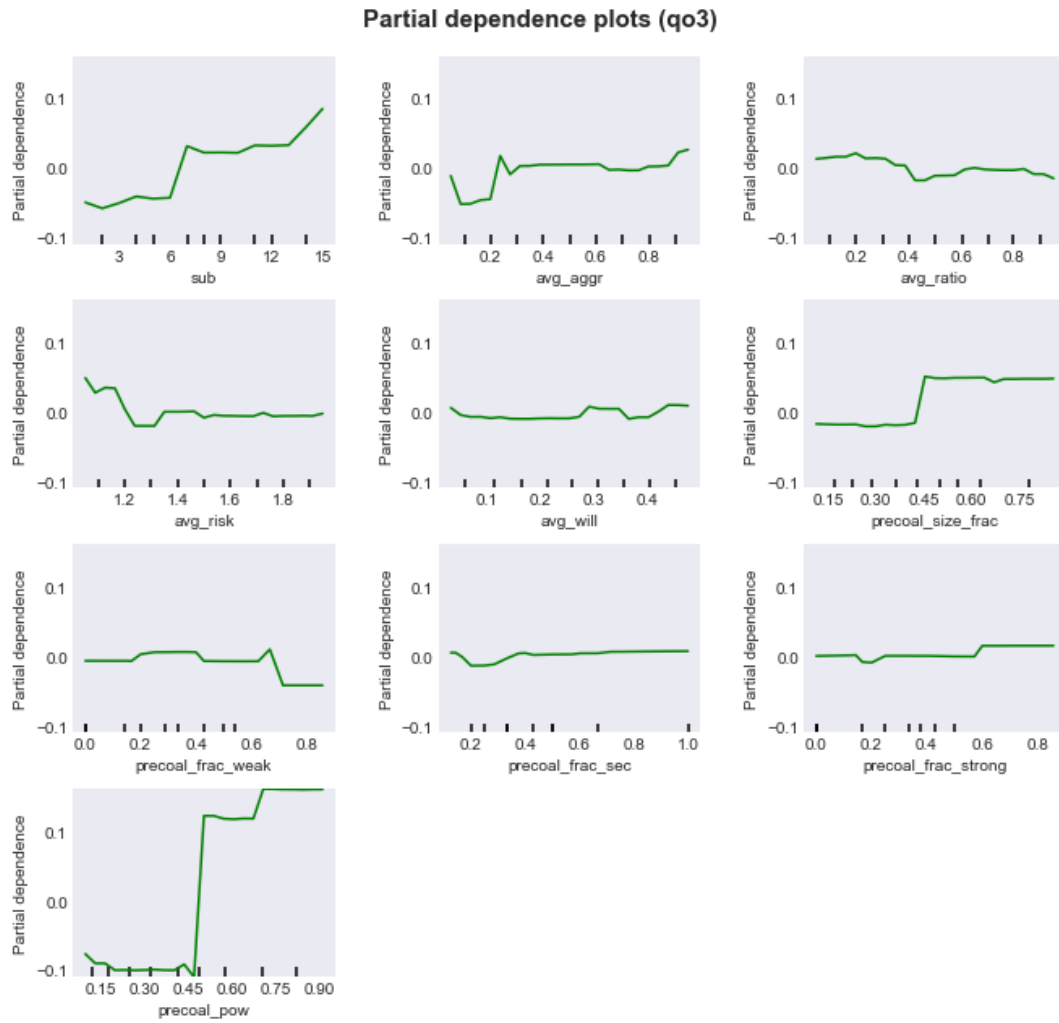 Partial dependence plots (qo3)
Partial dependence
0.1
0.0
−0.1
3 6 9 12 15
sub
Partial dependence
0.1
0.0
−0.1
0.2 0.4 0.6 0.8
avg_aggr
Partial dependence
0.1
0.0
−0.1
0.2 0.4 0.6 0.8
avg_ratio
Partial dependence
0.1
0.0
−0.1
1.2 1.4 1.6 1.8
avg_risk
Partial dependence
0.1
0.0
−0.1
0.1 0.2 0.3 0.4
avg_will
Partial dependence
0.1
0.0
−0.1
0.15 0.30 0.45 0.60 0.75
precoal_size_frac
Partial dependence
0.1
0.0
−0.1
0.0 0.2 0.4 0.6 0.8
precoal_frac_weak
Partial dependence
0.1
0.0
−0.1
0.2 0.4 0.6 0.8 1.0
precoal_frac_sec
Partial dependence
0.1
0.0
−0.1
0.0 0.2 0.4 0.6 0.8
precoal_frac_strong
Partial dependence
0.1
0.0
−0.1
0.15 0.30 0.45 0.60 0.75 0.90
precoal_pow